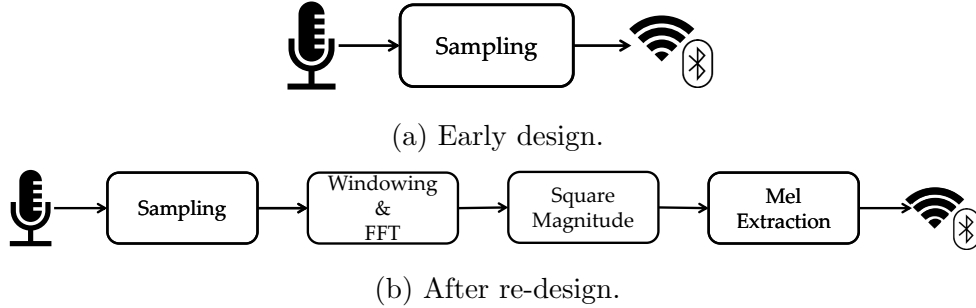 Sampling
(a) Early design.
Sampling
Windowing
&
FFT
Square
Magnitude
Mel
Extraction
(b) After re-design.